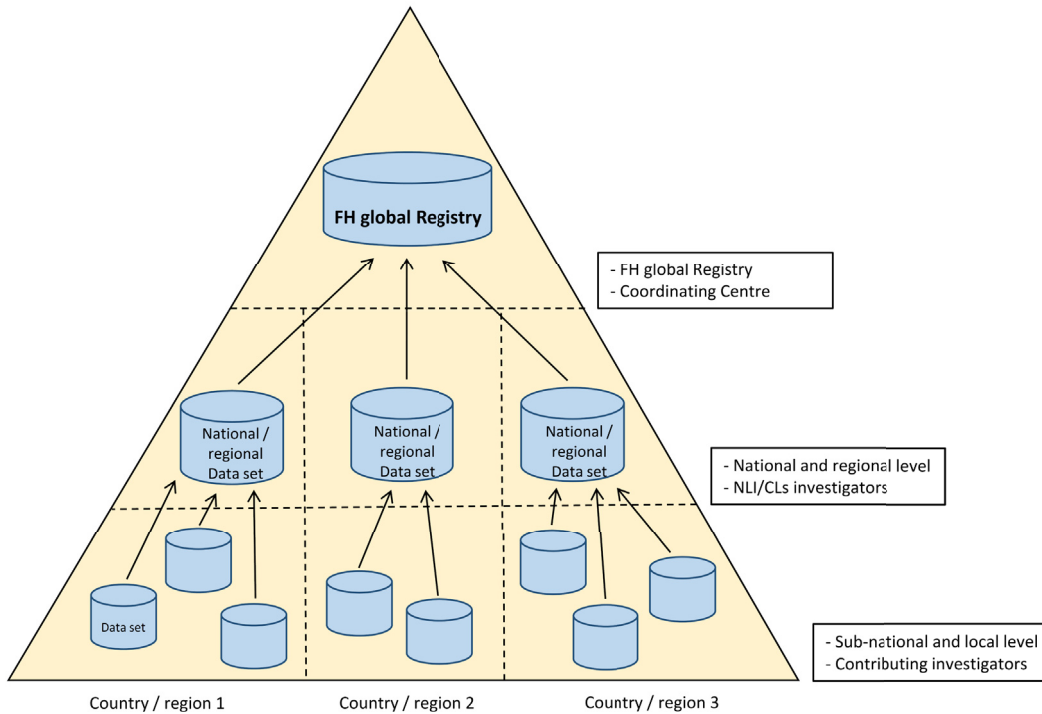 FH global Registry
- FH global Registry
- Coordinating Centre
National /
regional
Data set
National /
regional
Data set
National /
regional
Data set
- National and regional level
- NLI/CLs investigators
Data set
- Sub-national and local level
- Contributing investigators
Country / region 1
Country / region 2
Country / region 3